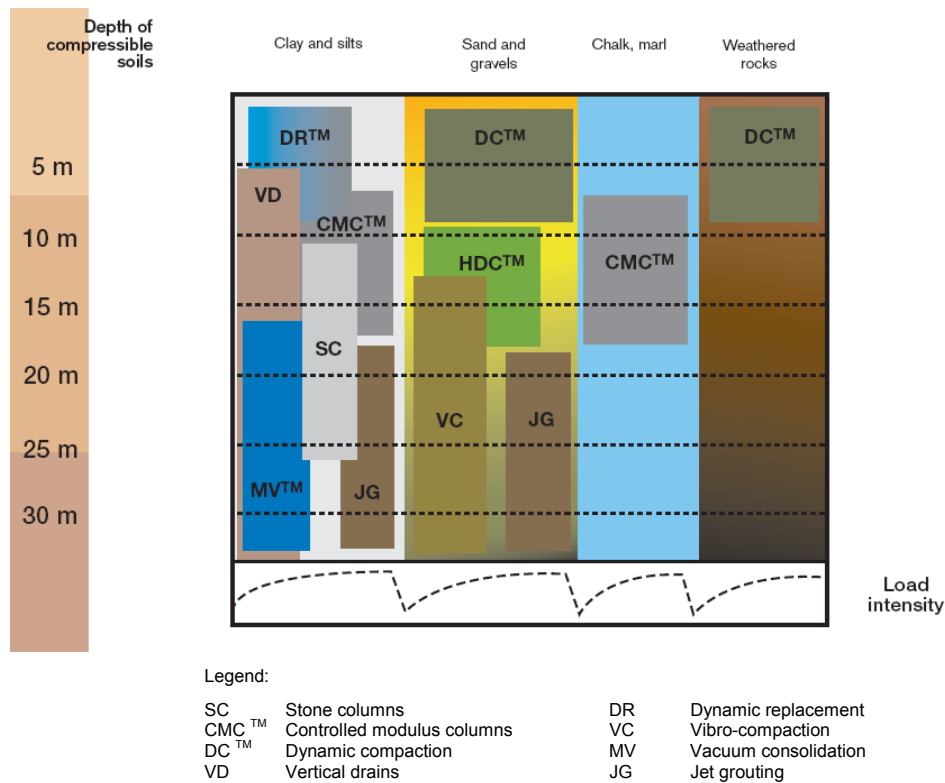 Depth of
compressible
soils
Clay and silts
Sand and
gravels
Chalk, marl
Weathered
rocks
DR™
DC™
DC™
5 m
VD
CMC™
10 m
HDC™
CMC™
15 m
SC
20 m
VC
JG
25 m
MV™
JG
30 m
Load
intensity
Legend:
SC Stone columns DR Dynamic replacement
CMC ™ Controlled modulus columns VC Vibro-compaction
DC ™ Dynamic compaction MV Vacuum consolidation
VD Vertical drains JG Jet grouting